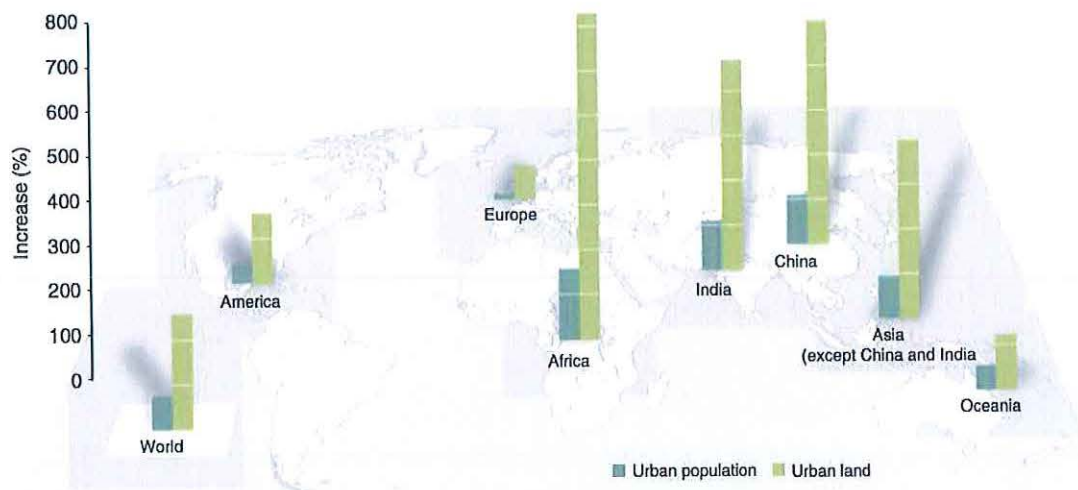 800
700
600
500
400
300
200
100
0
Increase (%)
Europe
America
India
China
Africa
Asia
(except China and India
Oceania
World
Urban population
Urban land